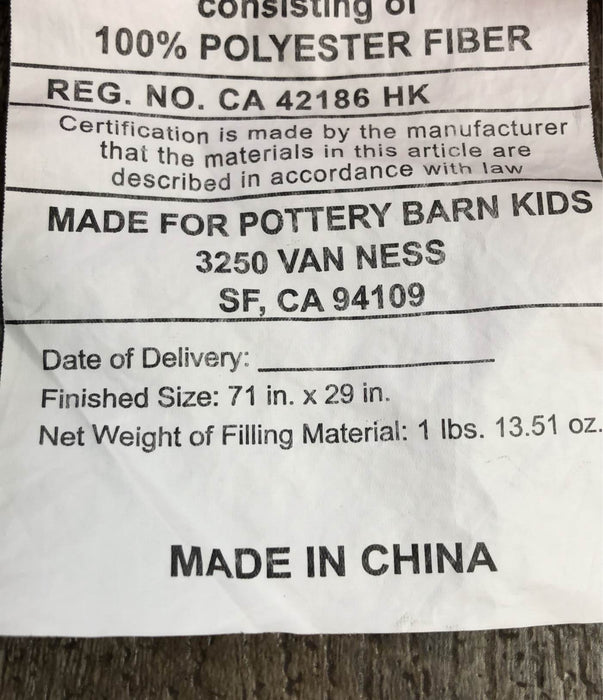 consisting of
100% POLYESTER FIBER
REG. NO. CA 42186 HK
Certification is made by the manufacturer
that the materials in this article are
described in accordance with law
MADE FOR POTTERY BARN KIDS
3250 VAN NESS
SF, CA 94109
Date of Delivery:
Finished Size: 71 in. x 29 in.
Net Weight of Filling Material: 1 lbs. 13.51 oz.
MADE IN CHINA